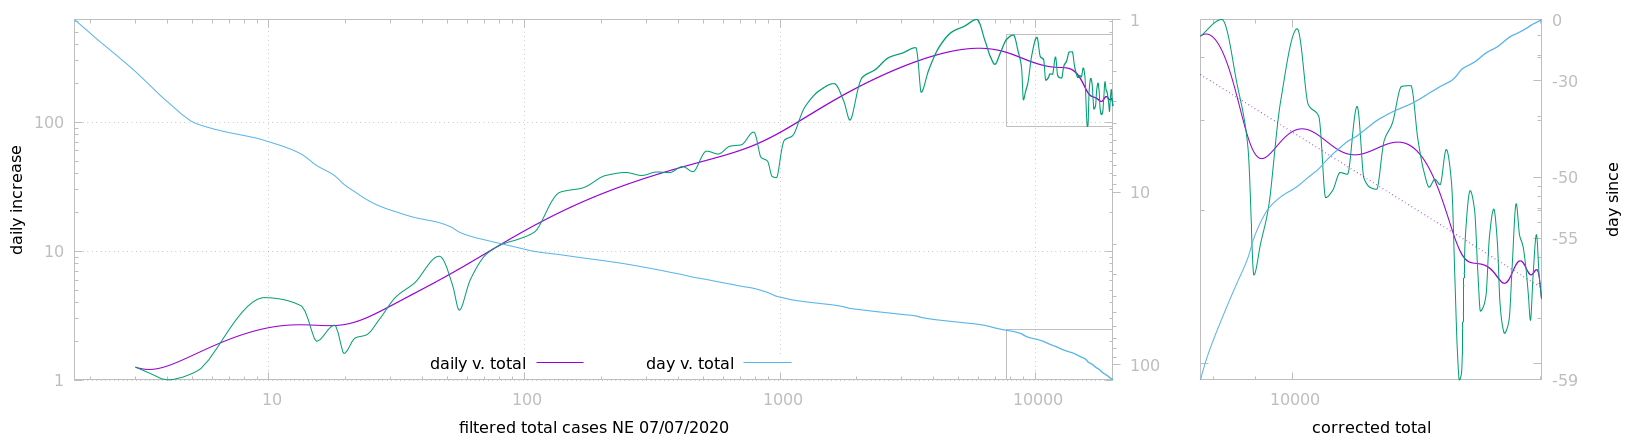 daily increase
100
10
1
10
100
1000
10000
1
10
100
daily v. total
day v. total
filtered total cases NE 07/07/2020
10000
0
-30
-50
-55
-59
day since
corrected total